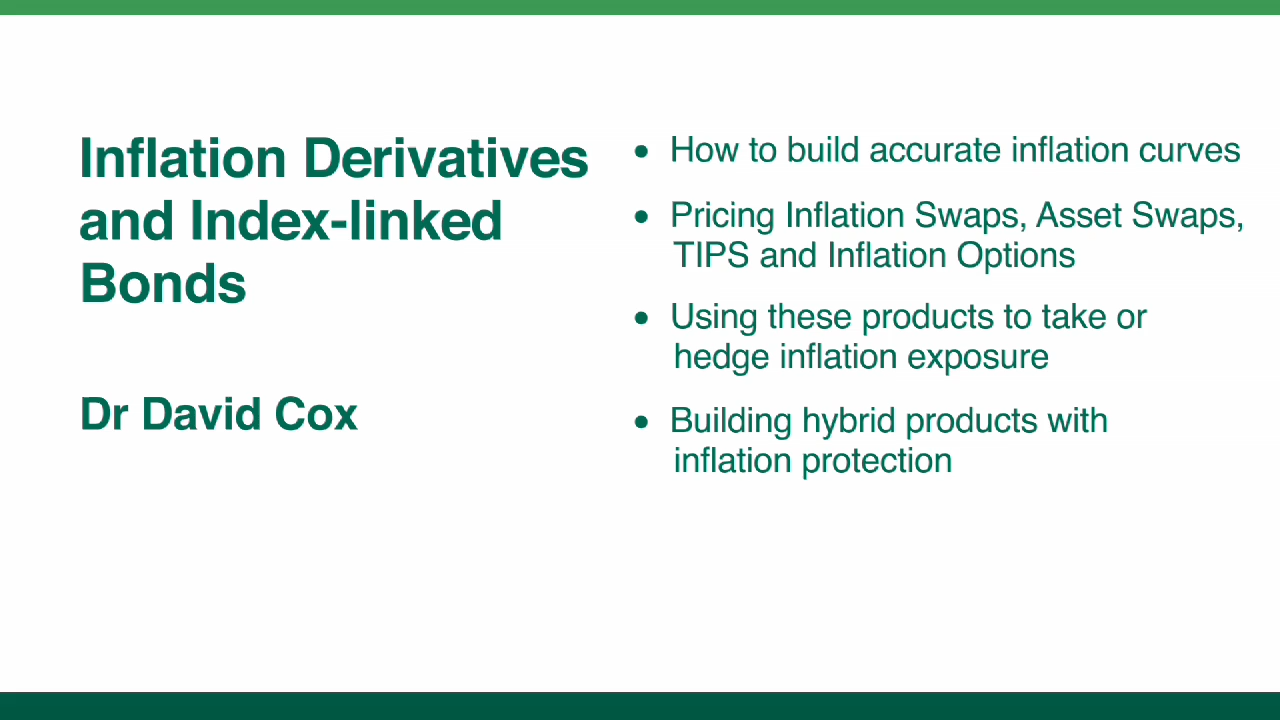 Inflation Derivatives
and Index-linked
Bonds
Dr David Cox
• How to build accurate inflation curves
• Pricing Inflation Swaps, Asset Swaps,
TIPS and Inflation Options
• Using these products to take or
hedge inflation exposure
• Building hybrid products with
inflation protection